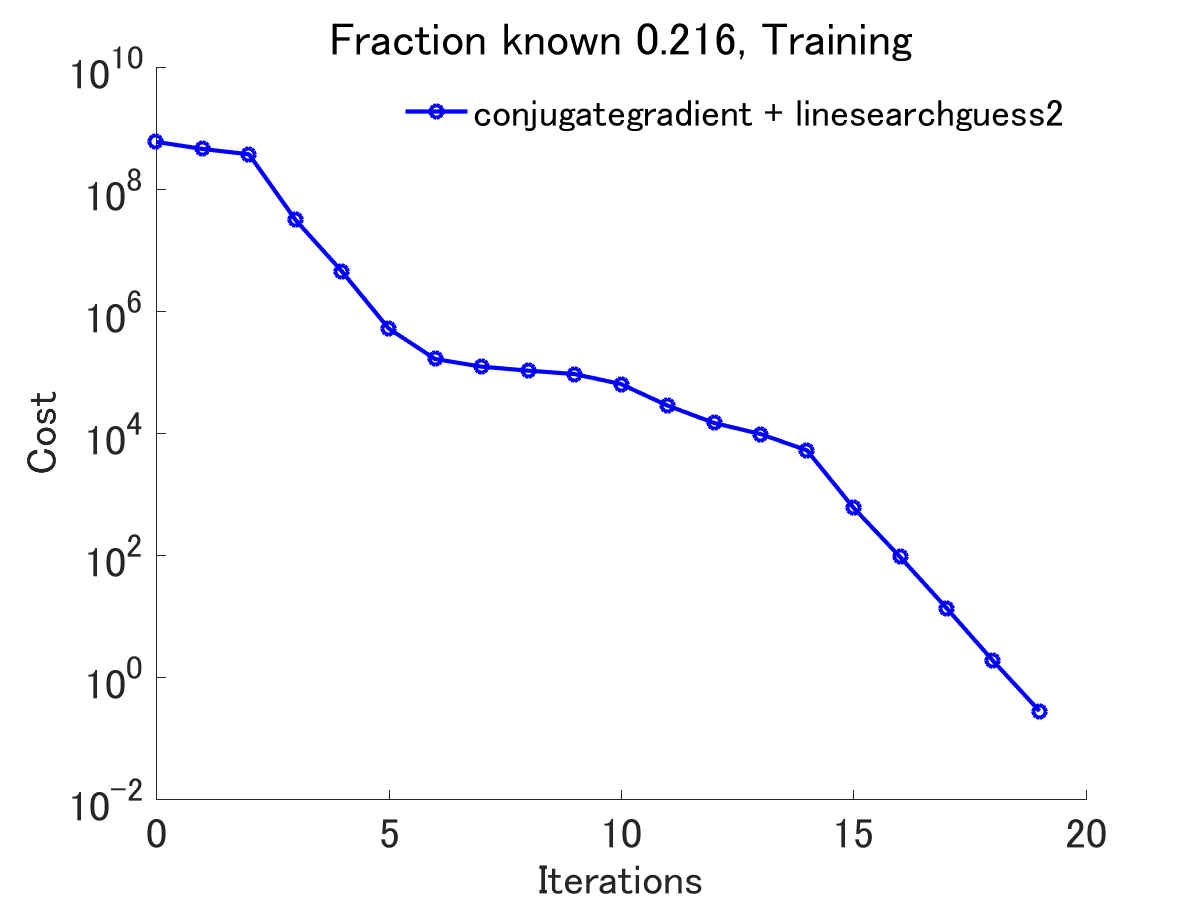 Fraction known 0.216, Training
conjugategradient + linesearchguess2
10^10
10^8
10^6
10^4
10^2
10^0
10^-2
Cost
0 5 10 15 20
Iterations